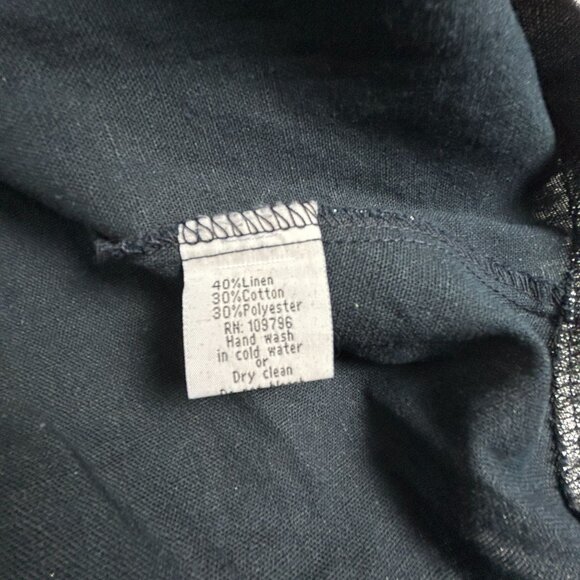 40%Linen
30%Cotton
30%Polyester
RN: 109796
Hand wash
in cold water
or
Dry clean